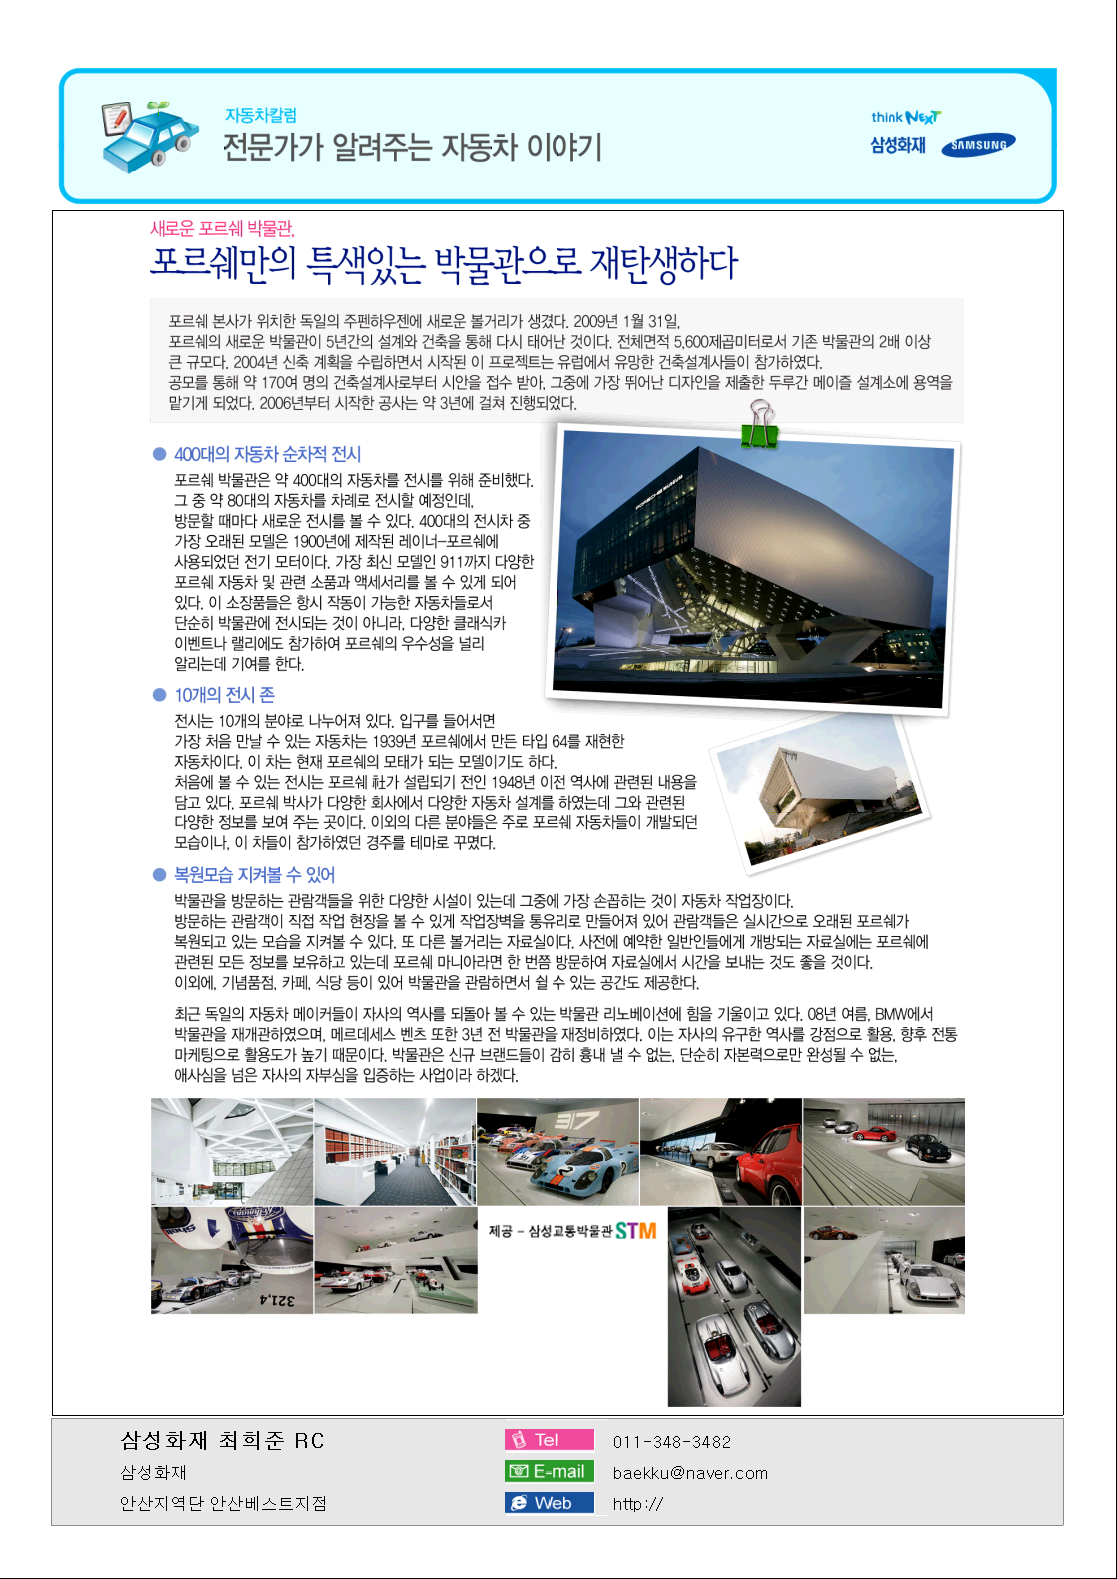 자동차칼럼
전문가가 알려주는 자동차 이야기
think NEXT
삼성화재 SAMSUNG
새로운 포르쉐 박물관,
포르쉐만의 특색있는 박물관으로 재탄생하다
포르쉐 본사가 위치한 독일의 주펜하우젠에 새로운 볼거리가 생겼다. 2009년 1월 31일,
포르쉐의 새로운 박물관이 5년간의 설계와 건축을 통해 다시 태어난 것이다. 전체면적 5,600제곱미터로서 기존 박물관의 2배 이상
큰 규모다. 2004년 신축 계획을 수립하면서 시작된 이 프로젝트는 유럽에서 유망한 건축설계사들이 참가하였다.
공모를 통해 약 170여 명의 건축설계사로부터 시안을 접수 받아, 그중에 가장 뛰어난 디자인을 제출한 두루간 메이즐 설계소에 용역을
맡기게 되었다. 2006년부터 시작한 공사는 약 3년에 걸쳐 진행되었다.
● 400대의 자동차 순차적 전시
포르쉐 박물관은 약 400대의 자동차를 전시를 위해 준비했다.
그 중 약 80대의 자동차를 차례로 전시할 예정인데,
방문할 때마다 새로운 전시를 볼 수 있다. 400대의 전시차 중
가장 오래된 모델은 1900년에 제작된 레이너-포르쉐에
사용되었던 전기 모터이다. 가장 최신 모델인 911까지 다양한
포르쉐 자동차 및 관련 소품과 액세서리를 볼 수 있게 되어
있다. 이 소장품들은 항시 작동이 가능한 자동차들로서
단순히 박물관에 전시되는 것이 아니라, 다양한 클래식카
이벤트나 랠리에도 참가하여 포르쉐의 우수성을 널리
알리는데 기여를 한다.
PORSCHE MUSEUM
● 10개의 전시 존
전시는 10개의 분야로 나누어져 있다. 입구를 들어서면
가장 처음 만날 수 있는 자동차는 1939년 포르쉐에서 만든 타입 64를 재현한
자동차이다. 이 차는 현재 포르쉐의 모태가 되는 모델이기도 하다.
처음에 볼 수 있는 전시는 포르쉐 社가 설립되기 전인 1948년 이전 역사에 관련된 내용을
담고 있다. 포르쉐 박사가 다양한 회사에서 다양한 자동차 설계를 하였는데 그와 관련된
다양한 정보를 보여 주는 곳이다. 이외의 다른 분야들은 주로 포르쉐 자동차들이 개발되던
모습이나, 이 차들이 참가하였던 경주를 테마로 꾸몄다.
● 복원모습 지켜볼 수 있어
박물관을 방문하는 관람객들을 위한 다양한 시설이 있는데 그중에 가장 손꼽히는 것이 자동차 작업장이다.
방문하는 관람객이 직접 작업 현장을 볼 수 있게 작업장벽을 통유리로 만들어져 있어 관람객들은 실시간으로 오래된 포르쉐가
복원되고 있는 모습을 지켜볼 수 있다. 또 다른 볼거리는 자료실이다. 사전에 예약한 일반인들에게 개방되는 자료실에는 포르쉐에
관련된 모든 정보를 보유하고 있는데 포르쉐 마니아라면 한 번쯤 방문하여 자료실에서 시간을 보내는 것도 좋을 것이다.
이외에, 기념품점, 카페, 식당 등이 있어 박물관을 관람하면서 쉴 수 있는 공간도 제공한다.
최근 독일의 자동차 메이커들이 자사의 역사를 되돌아 볼 수 있는 박물관 리노베이션에 힘을 기울이고 있다. 08년 여름, BMW에서
박물관을 재개관하였으며, 메르데세스 벤츠 또한 3년 전 박물관을 재정비하였다. 이는 자사의 유구한 역사를 강점으로 활용, 향후 전통
마케팅으로 활용도가 높기 때문이다. 박물관은 신규 브랜드들이 감히 흉내 낼 수 없는, 단순히 자본력으로만 완성될 수 없는,
애사심을 넘은 자사의 자부심을 입증하는 사업이라 하겠다.
917
321,4
제공 - 삼성교통박물관 STM
삼성화재 최희준 RC
Tel 011-348-3482
삼성화재
E-mail baekku@naver.com
안산지역단 안산베스트지점
Web http://